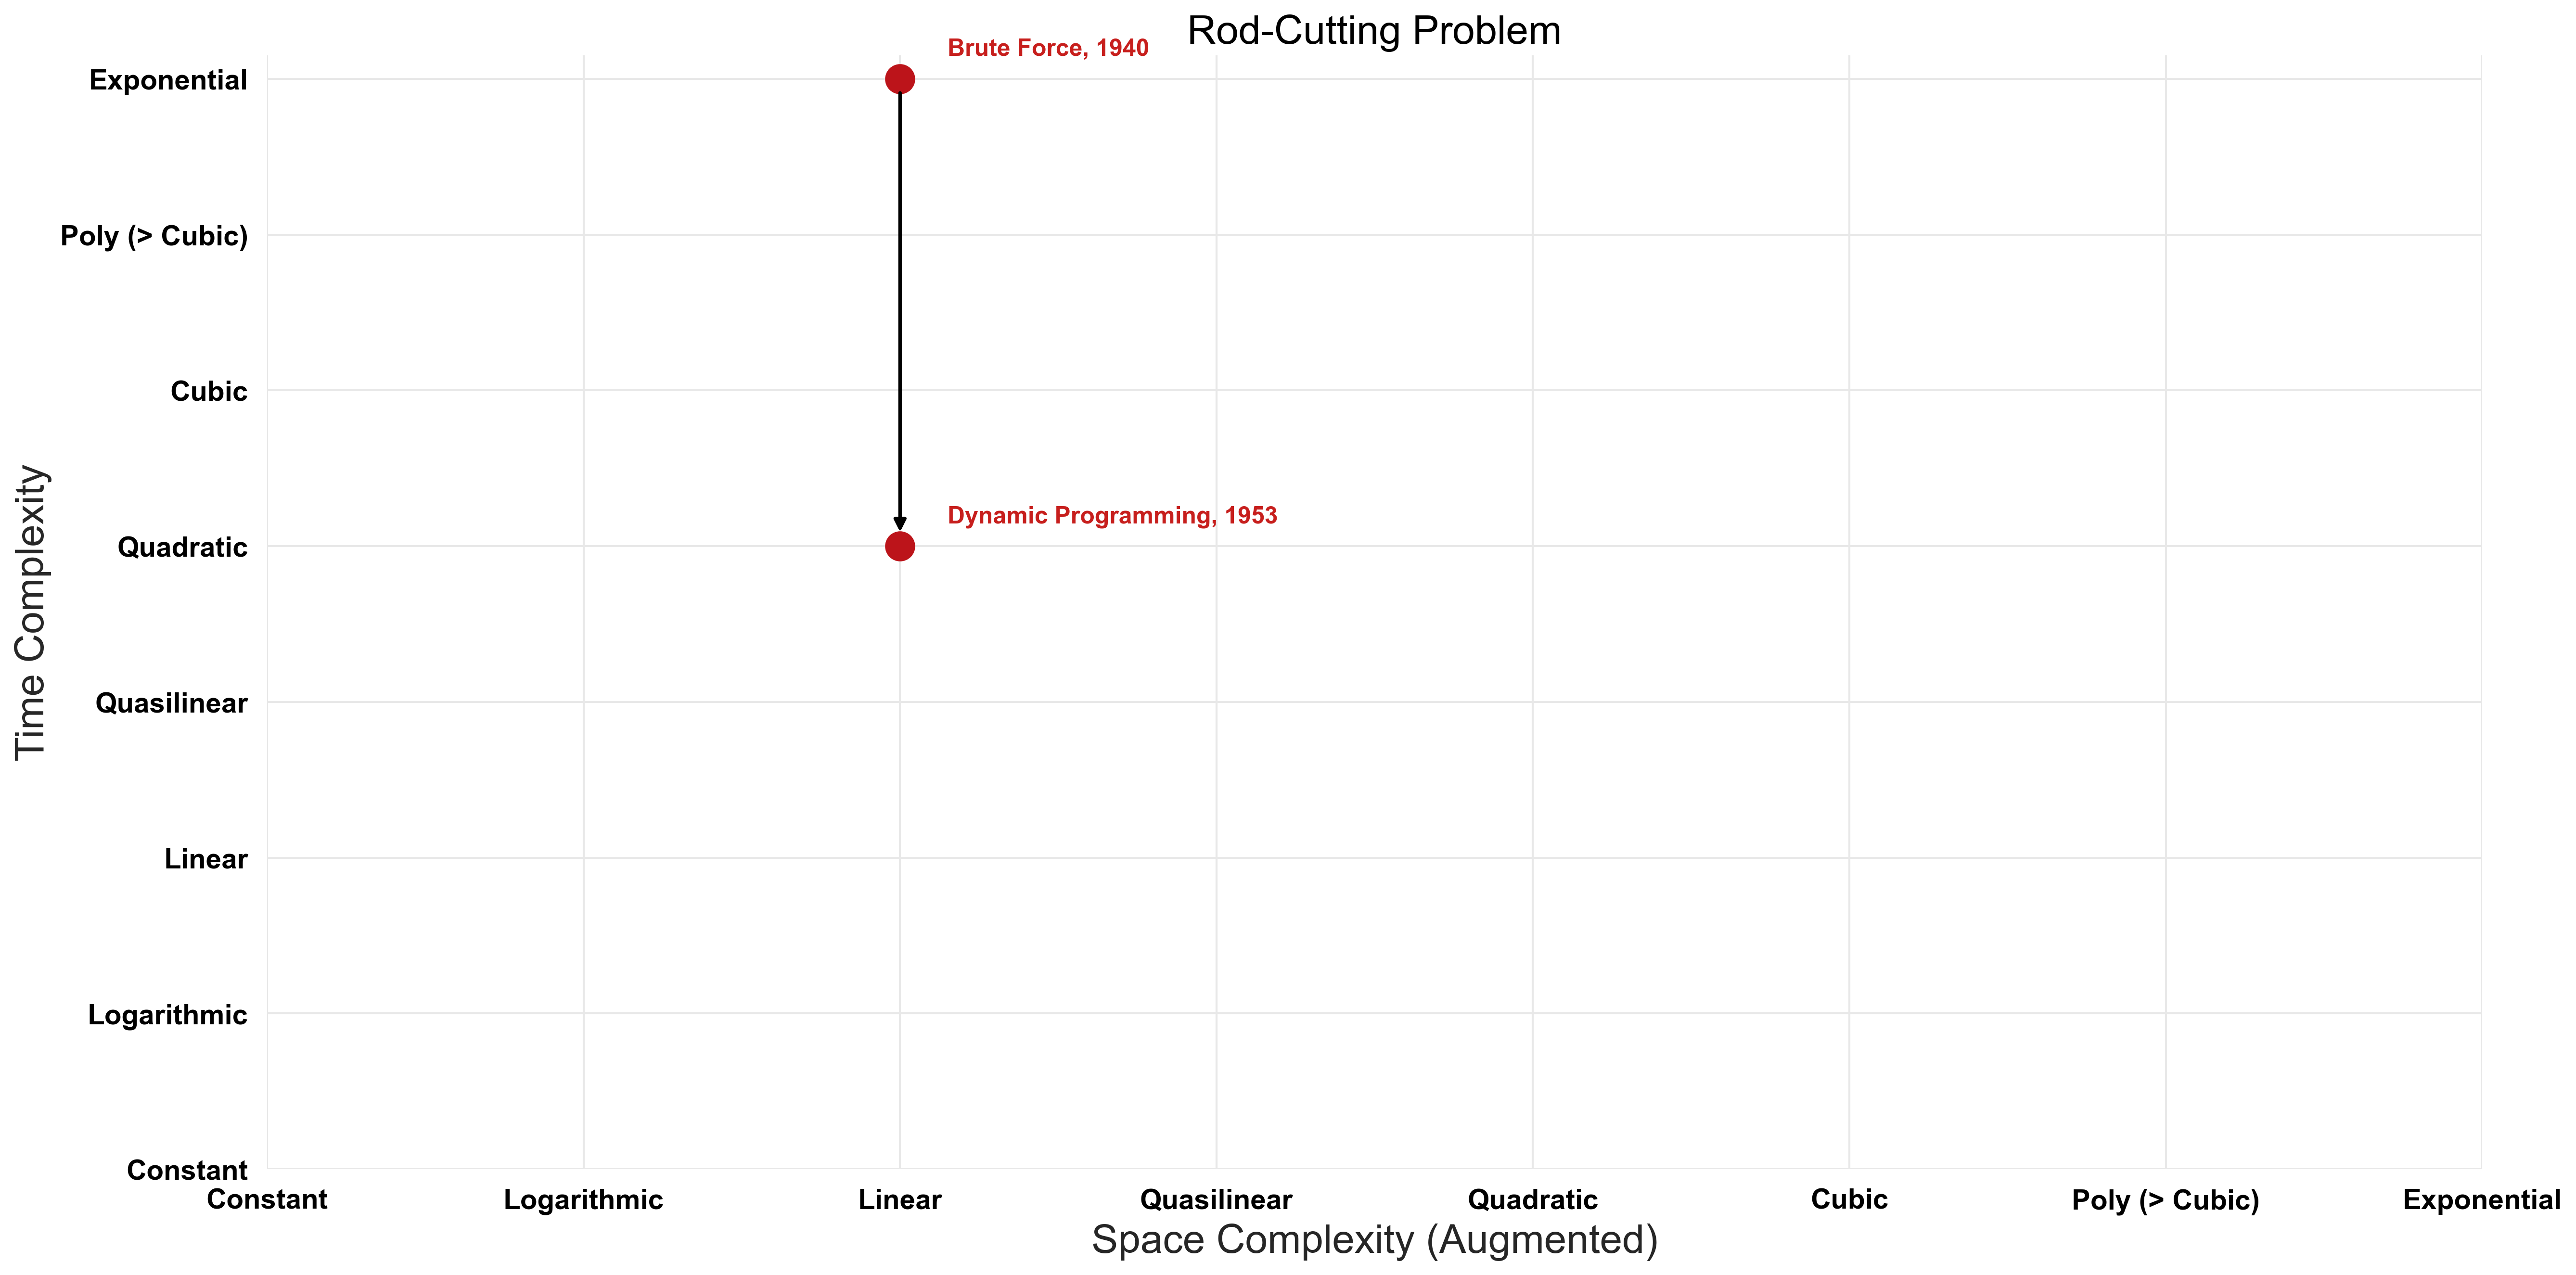 Rod-Cutting Problem
Brute Force, 1940
Exponential
Poly (> Cubic)
Cubic
Dynamic Programming, 1953
Quadratic
Quasilinear
Linear
Logarithmic
Constant
Time Complexity
Constant
Logarithmic
Linear
Quasilinear
Quadratic
Cubic
Poly (> Cubic)
Exponential
Space Complexity (Augmented)